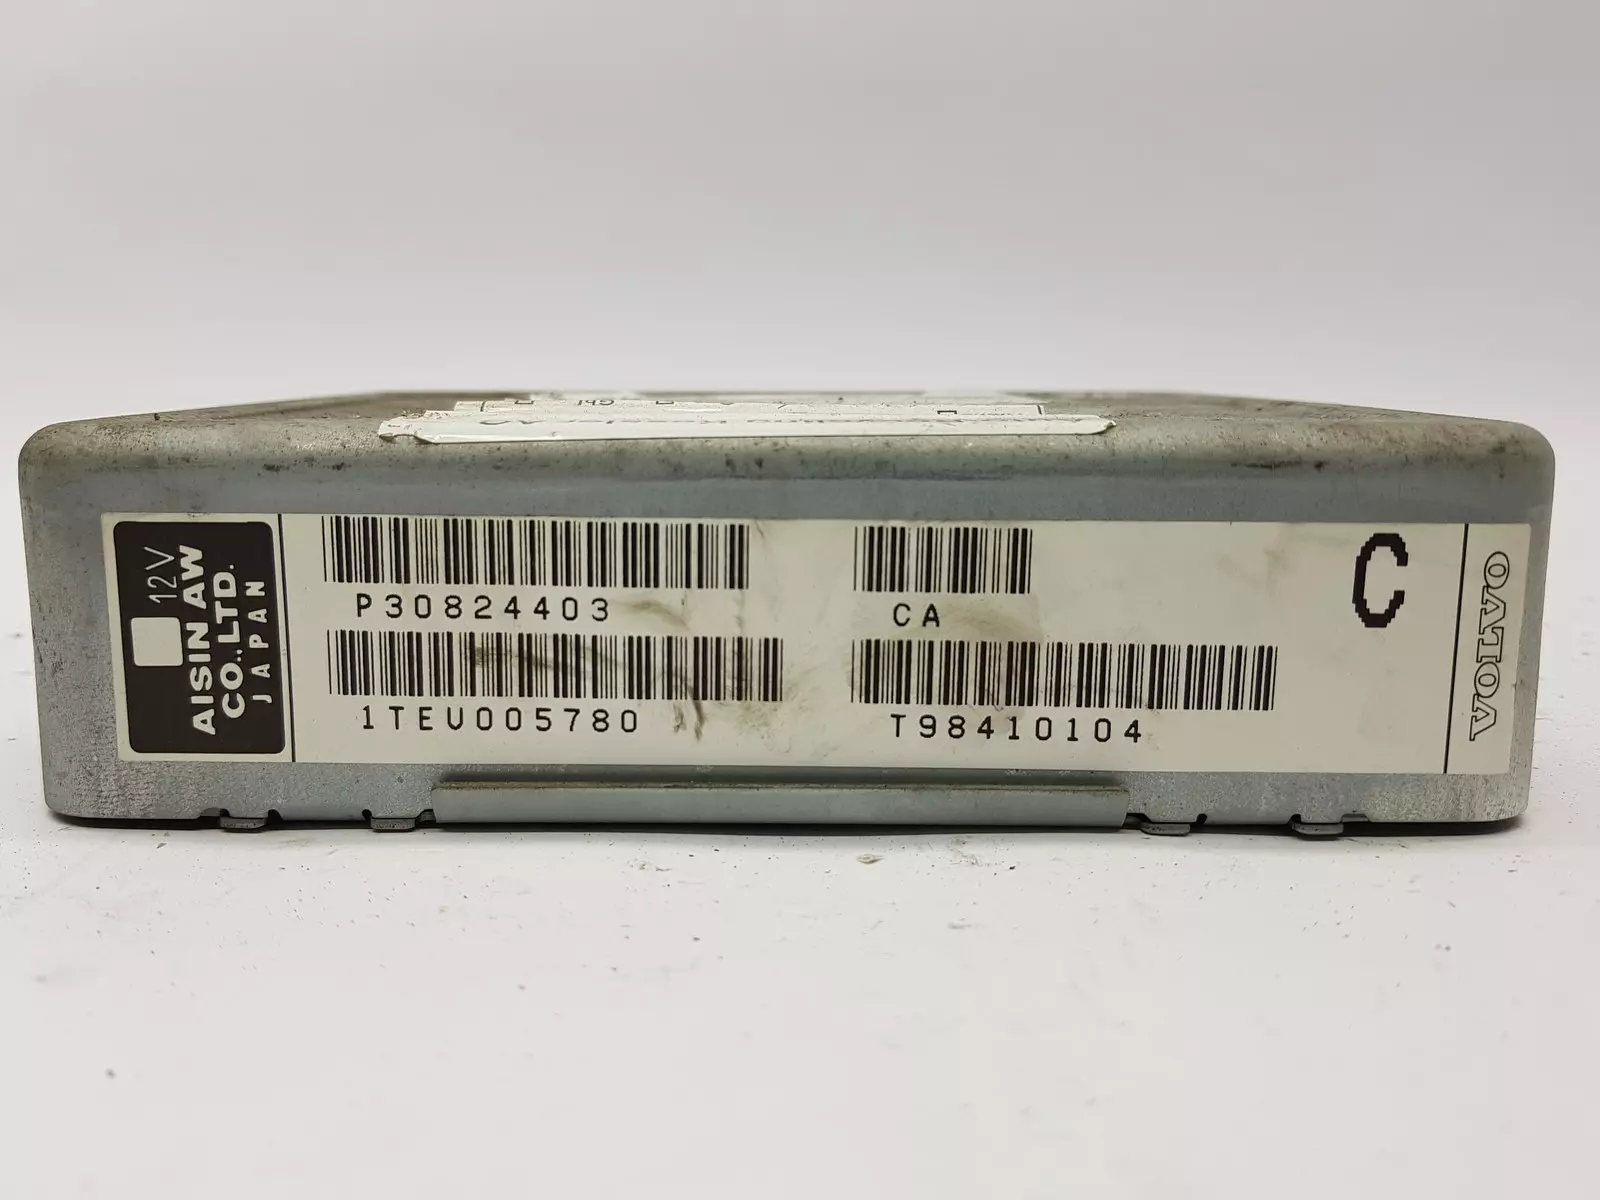 12V
AISIN AW
CO.,LTD.
JAPAN
P30824403
CA
C
1TEV005780
T98410104
VOLVO